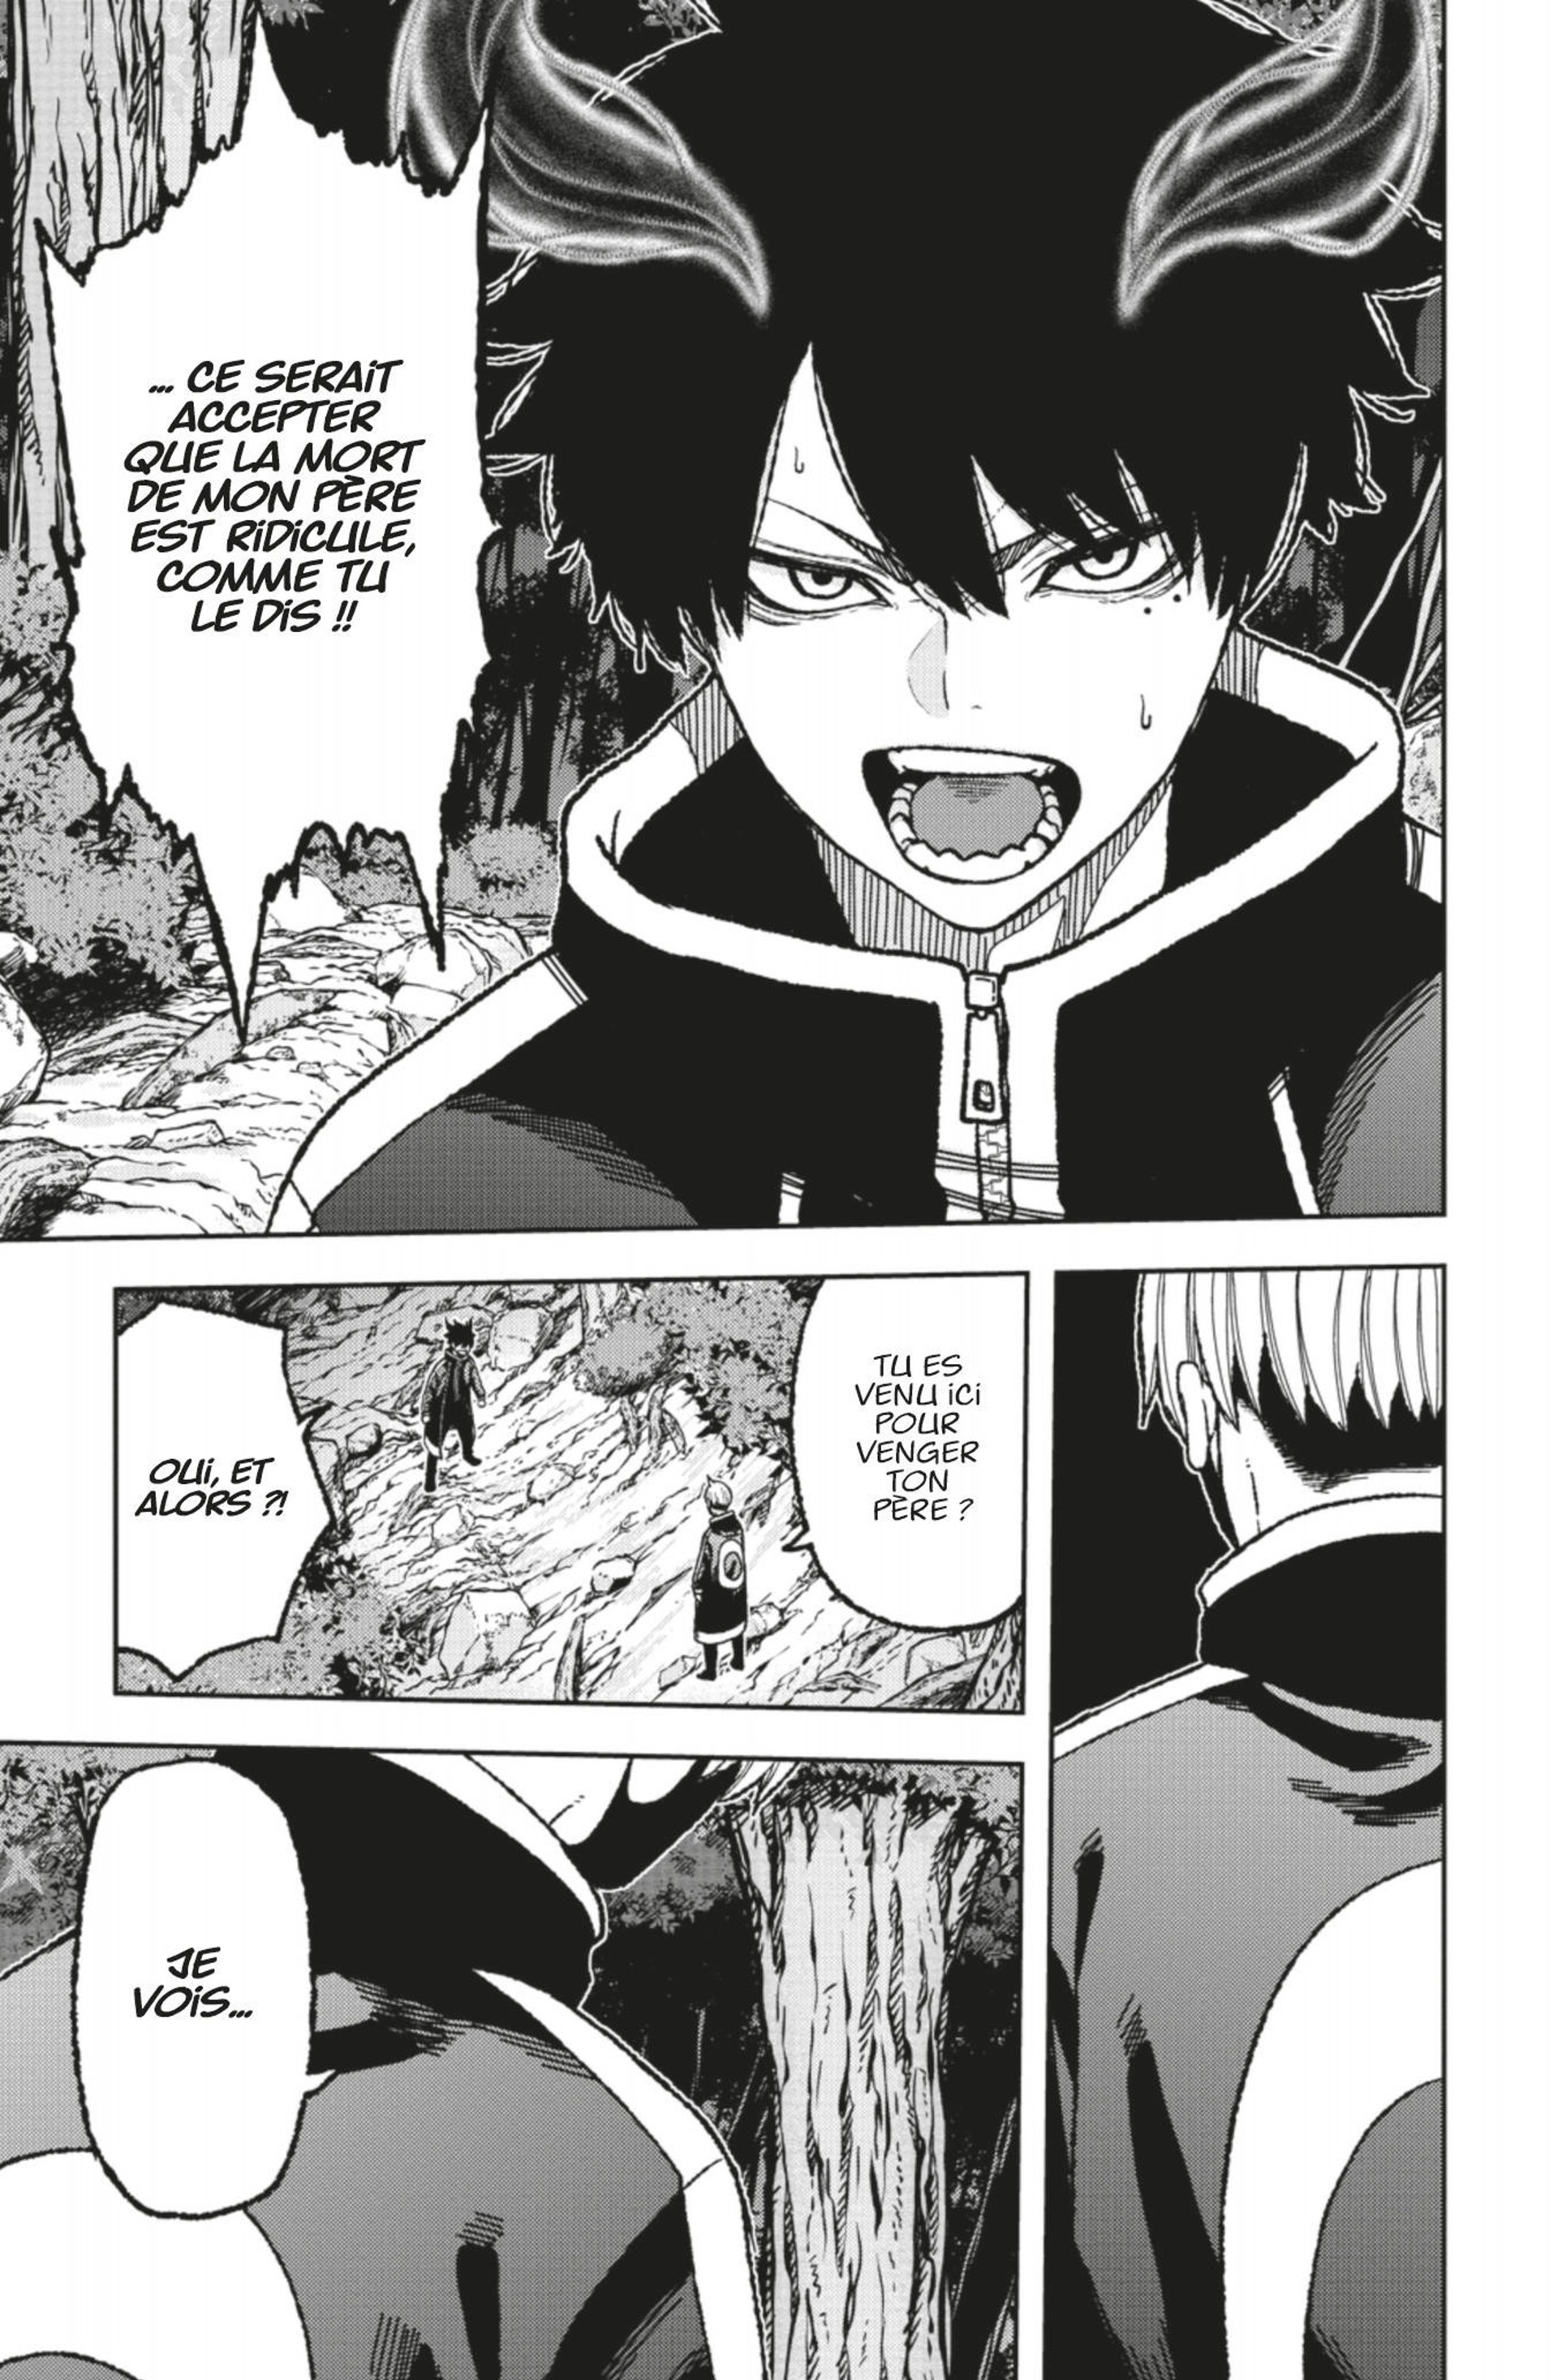 ... CE SERAIT
ACCEPTER
QUE LA MORT
DE MON PÈRE
EST RIDICULE,
COMME TU
LE DIS !!
TU ES
VENU ICI
POUR
VENGER
TON
PÈRE ?
OUI, ET
ALORS ?!
JE
VOIS...